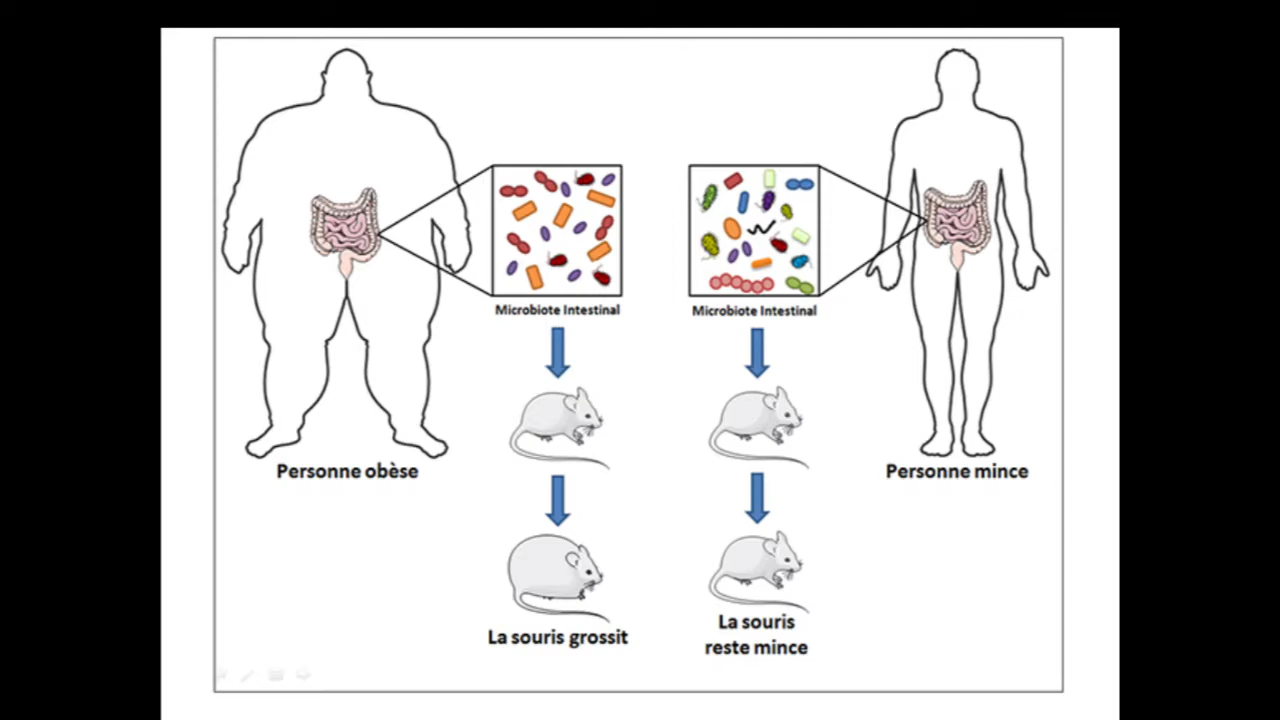 Microbiote Intestinal
Microbiote Intestinal
Personne obèse
Personne mince
La souris grossit
La souris
reste mince